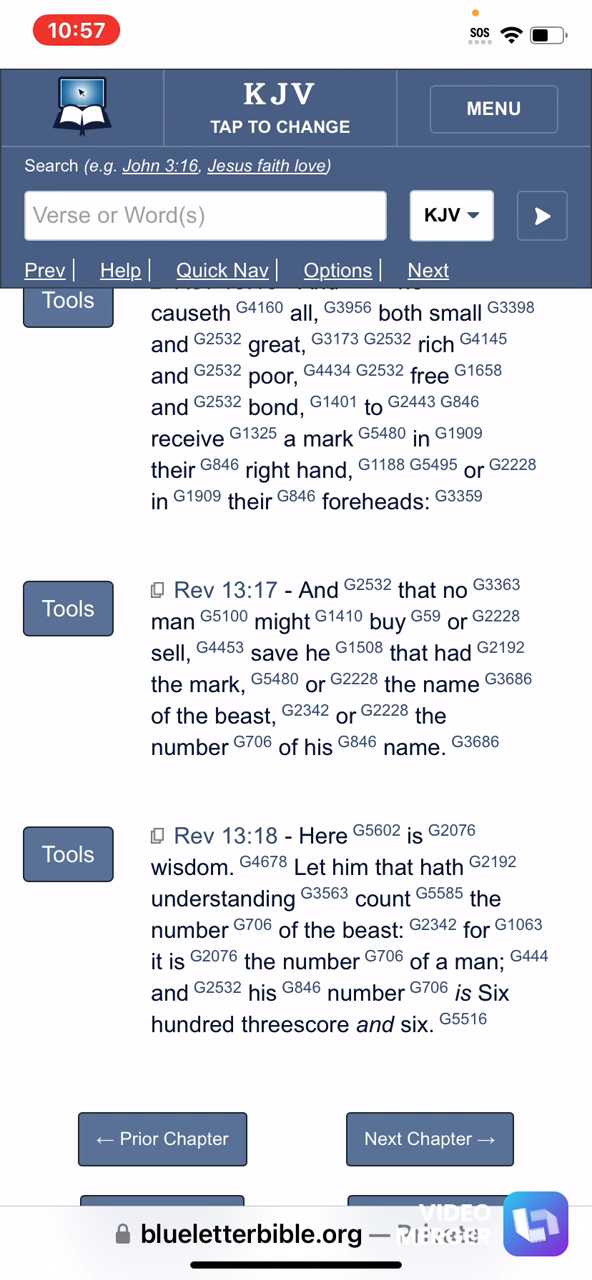 10:57
SOS
KJV
TAP TO CHANGE
MENU
Search (e.g. John 3:16, Jesus faith love)
Verse or Word(s)
KJV
Prev | Help | Quick Nav | Options | Next
Tools
causeth G4160 all, G3956 both small G3398
and G2532 great, G3173 G2532 rich G4145
and G2532 poor, G4434 G2532 free G1658
and G2532 bond, G1401 to G2443 G846
receive G1325 a mark G5480 in G1909
their G846 right hand, G1188 G5495 or G2228
in G1909 their G846 foreheads: G3359
Tools
Rev 13:17 - And G2532 that no G3363
man G5100 might G1410 buy G59 or G2228
sell, G4453 save he G1508 that had G2192
the mark, G5480 or G2228 the name G3686
of the beast, G2342 or G2228 the
number G706 of his G846 name. G3686
Tools
Rev 13:18 - Here G5602 is G2076
wisdom. G4678 Let him that hath G2192
understanding G3563 count G5585 the
number G706 of the beast: G2342 for G1063
it is G2076 the number G706 of a man; G444
and G2532 his G846 number G706 is Six
hundred threescore and six. G5516
← Prior Chapter
Next Chapter →
blueletterbible.org — Private
VIDEO
MERGER